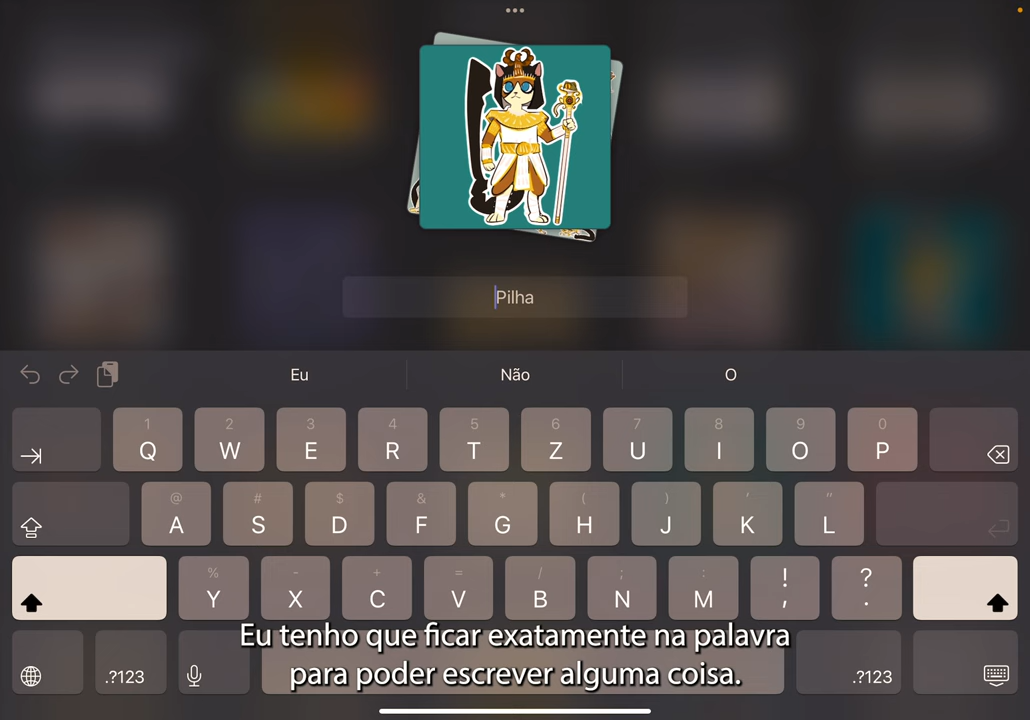 Pilha
Eu Não O
1 2 3 4 5 6 7 8 9 0
Q W E R T Z U I O P
@ # $ & * ( ) ' "
A S D F G H J K L
% - + = / ; : ! ?
Y X C V B N M , .
Eu tenho que ficar exatamente na palavra
.?123 .?123
para poder escrever alguma coisa.